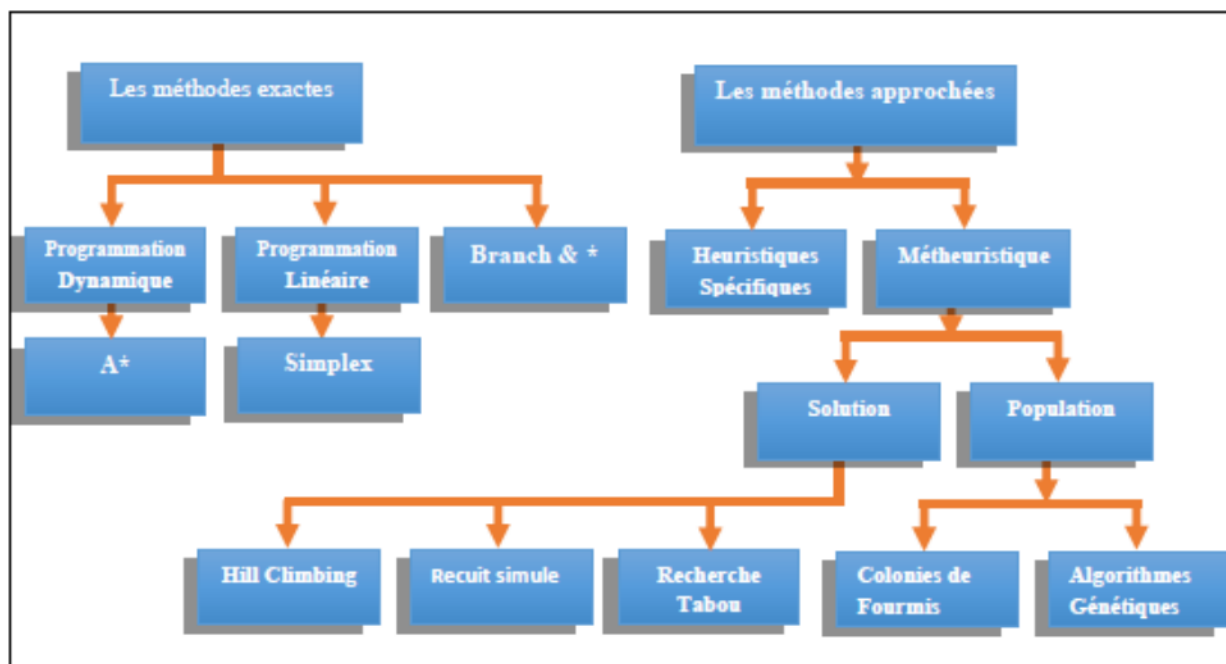 Les méthodes exactes
Les méthodes approchées
Programmation
Dynamique
Programmation
Linéaire
Branch & *
Heuristiques
Spécifiques
Métheuristique
A*
Simplex
Solution
Population
Hill Climbing
Recuit simule
Recherche
Tabou
Colonies de
Fourmis
Algorithmes
Génétiques